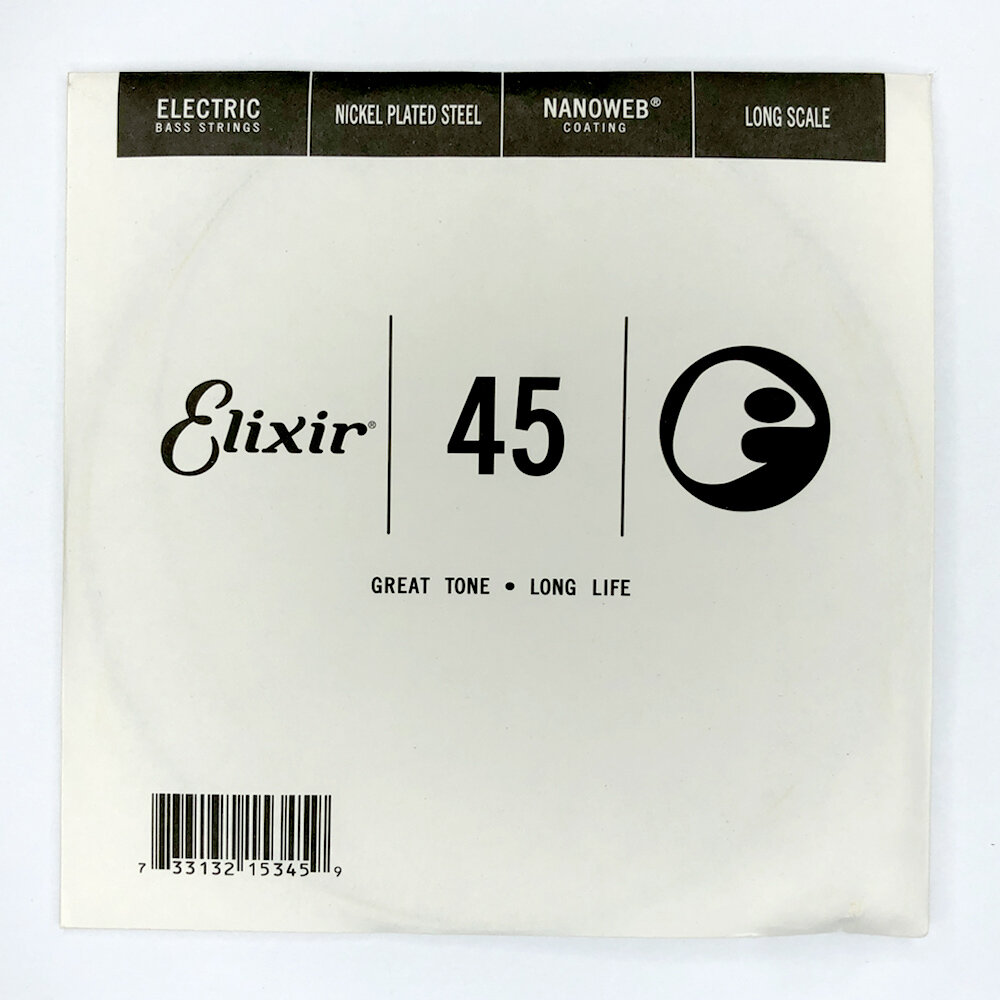 ELECTRIC
BASS STRINGS
NICKEL PLATED STEEL
NANOWEB®
COATING
LONG SCALE
Elixir®
45
GREAT TONE • LONG LIFE
7 33132 15345 9